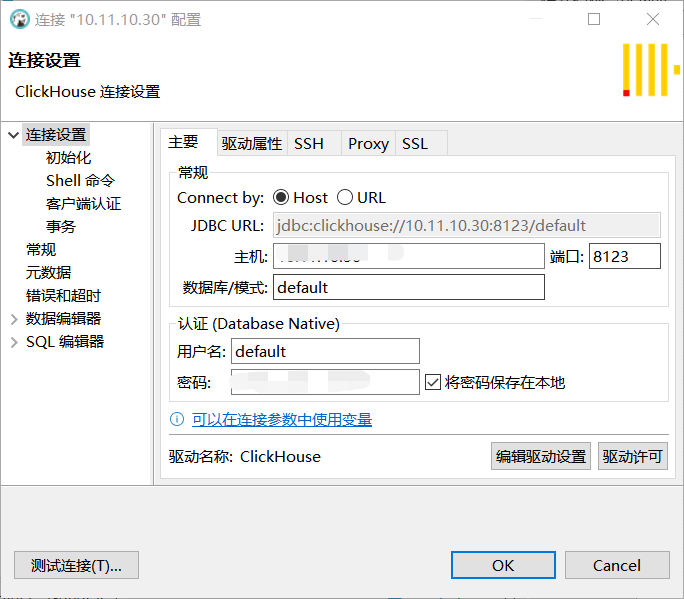 连接 "10.11.10.30" 配置
连接设置
ClickHouse 连接设置
连接设置
初始化
Shell 命令
客户端认证
事务
常规
元数据
错误和超时
数据编辑器
SQL 编辑器
主要 驱动属性 SSH Proxy SSL
常规
Connect by: Host URL
JDBC URL: jdbc:clickhouse://10.11.10.30:8123/default
主机: 端口: 8123
数据库/模式: default
认证 (Database Native)
用户名: default
密码: 将密码保存在本地
可以在连接参数中使用变量
驱动名称: ClickHouse 编辑驱动设置 驱动许可
测试连接(T)... OK Cancel